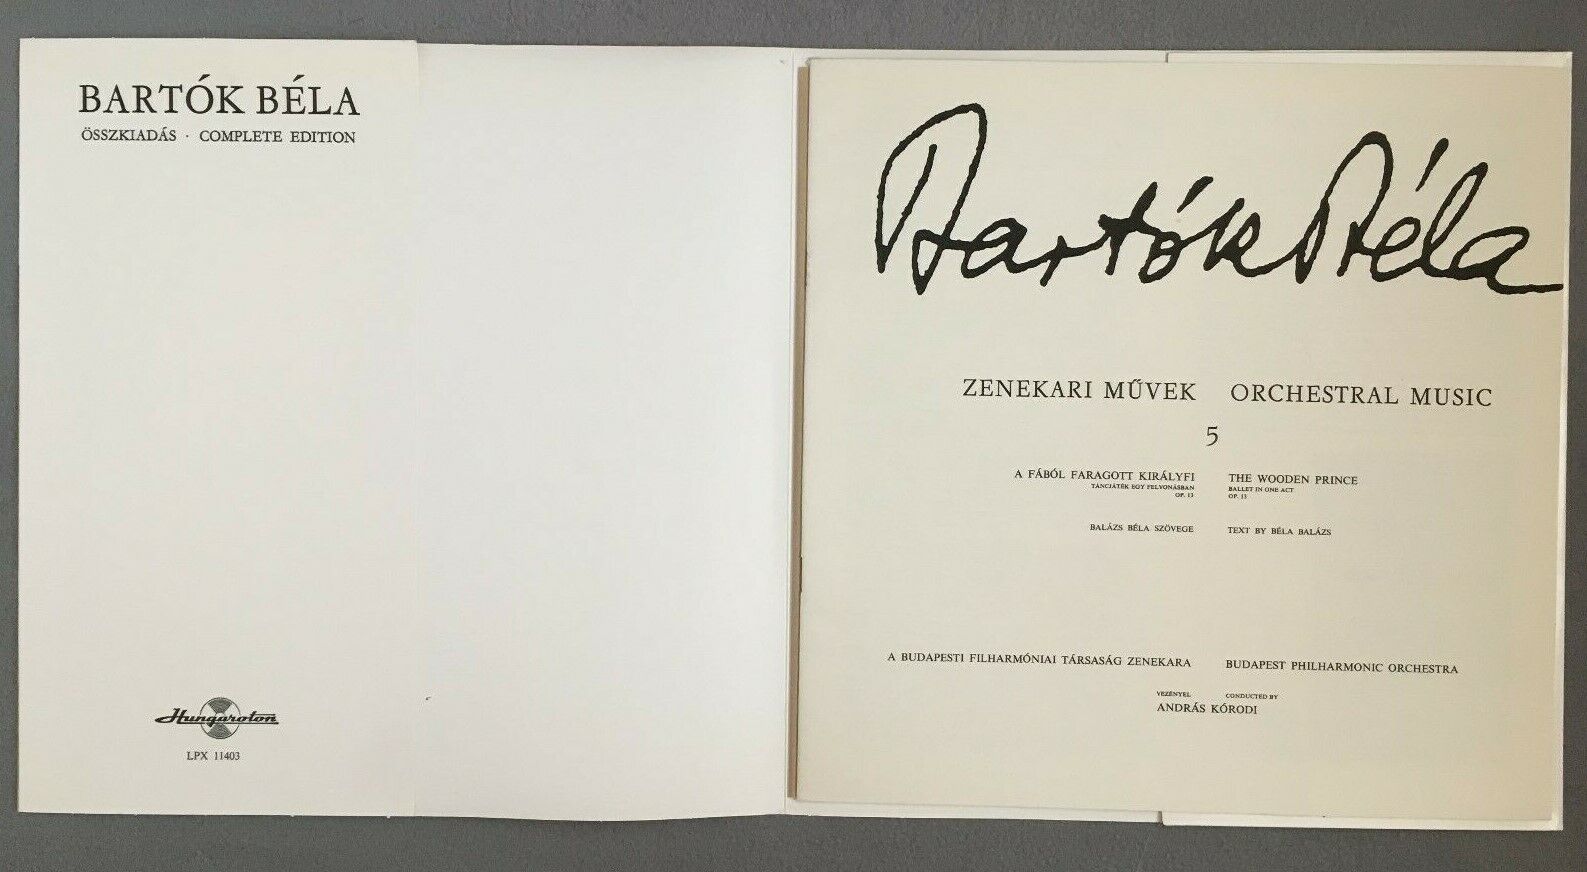 BARTÓK BÉLA
ÖSSZKIADÁS · COMPLETE EDITION
Hungaroton
LPX 11403
Bartók Béla
ZENEKARI MŰVEK ORCHESTRAL MUSIC
5
A FÁBÓL FARAGOTT KIRÁLYFI THE WOODEN PRINCE
TÁNCJÁTÉK EGY FELVONÁSBAN BALLET IN ONE ACT
OP. 13 OP. 13
BALÁZS BÉLA SZÖVEGE TEXT BY BÉLA BALÁZS
A BUDAPESTI FILHARMÓNIAI TÁRSASÁG ZENEKARA BUDAPEST PHILHARMONIC ORCHESTRA
VEZÉNYEL CONDUCTED BY
ANDRÁS KÓRODI